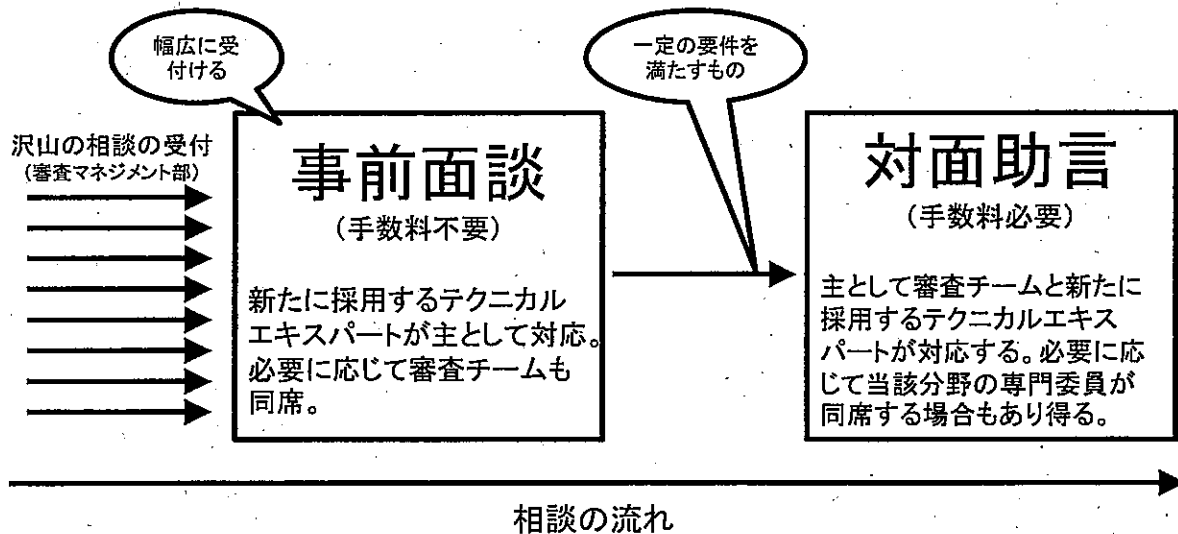 幅広に受
付ける
一定の要件を
満たすもの
沢山の相談の受付
(審査マネジメント部)
事前面談
(手数料不要)
新たに採用するテクニカル
エキスパートが主として対応。
必要に応じて審査チームも
同席。
対面助言
(手数料必要)
主として審査チームと新たに
採用するテクニカルエキス
パートが対応する。必要に応
じて当該分野の専門委員が
同席する場合もあり得る。
相談の流れ